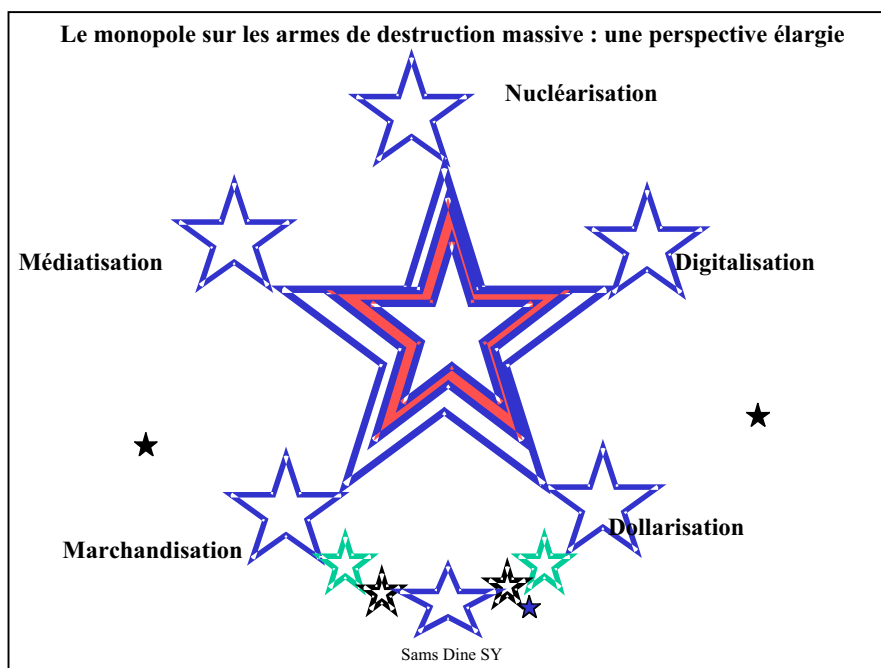 Le monopole sur les armes de destruction massive : une perspective élargie
Nucléarisation
Médiatisation
Digitalisation
Marchandisation
Dollarisation
Sams Dine SY